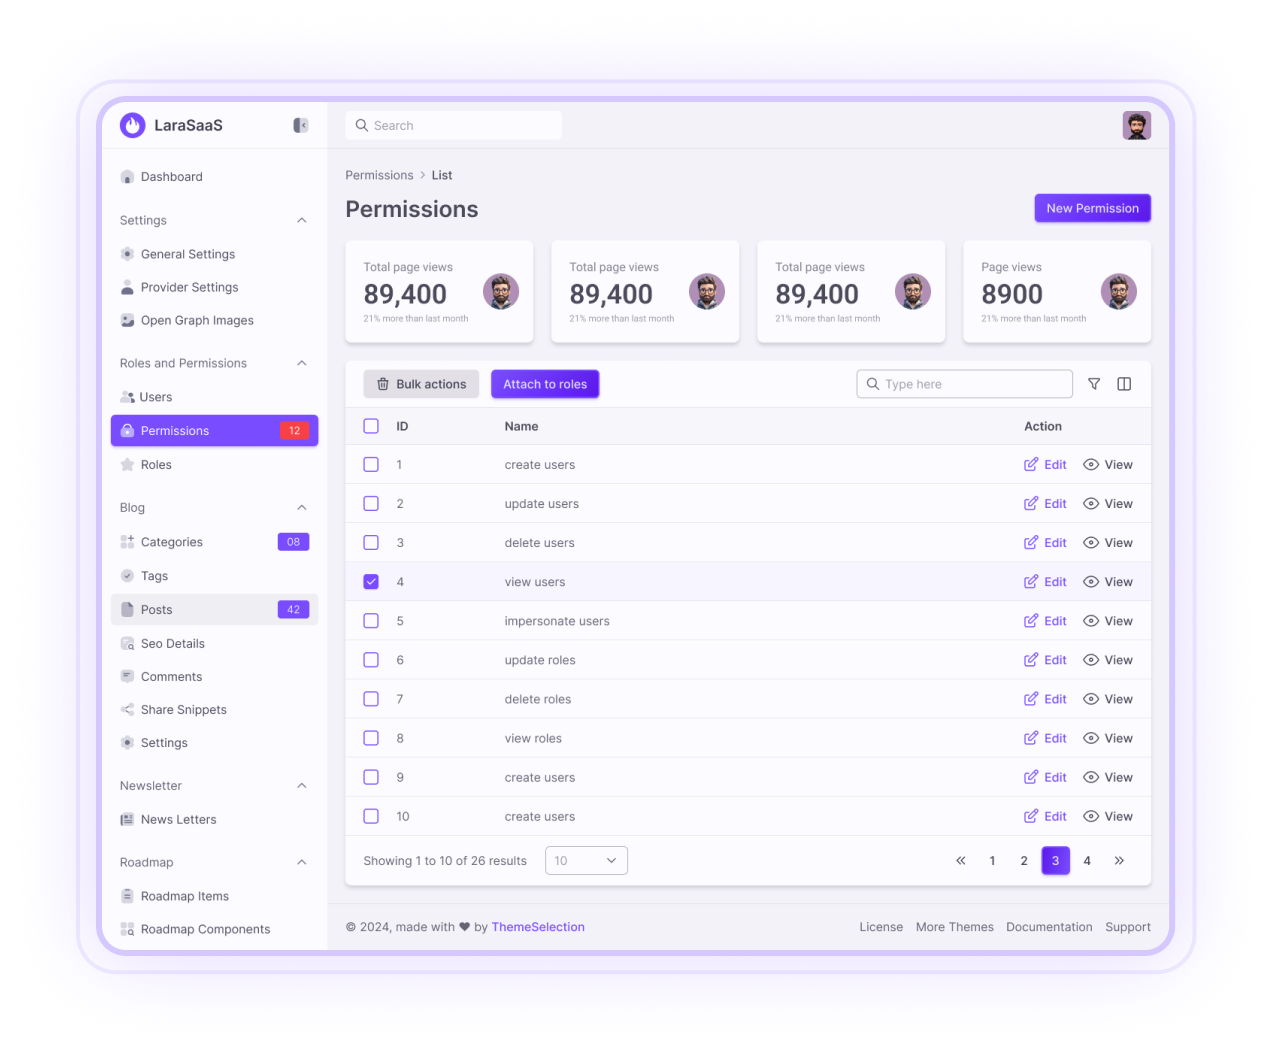 LaraSaaS
Search
Dashboard
Settings
General Settings
Provider Settings
Open Graph Images
Roles and Permissions
Users
Permissions 12
Roles
Blog
Categories 08
Tags
Posts 42
Seo Details
Comments
Share Snippets
Settings
Newsletter
News Letters
Roadmap
Roadmap Items
Roadmap Components
Permissions > List
Permissions
New Permission
Total page views
89,400
21% more than last month
Total page views
89,400
21% more than last month
Total page views
89,400
21% more than last month
Page views
8900
21% more than last month
Bulk actions Attach to roles Type here
ID Name Action
1 create users Edit View
2 update users Edit View
3 delete users Edit View
4 view users Edit View
5 impersonate users Edit View
6 update roles Edit View
7 delete roles Edit View
8 view roles Edit View
9 create users Edit View
10 create users Edit View
Showing 1 to 10 of 26 results 10 « 1 2 3 4 »
© 2024, made with ❤ by ThemeSelection License More Themes Documentation Support